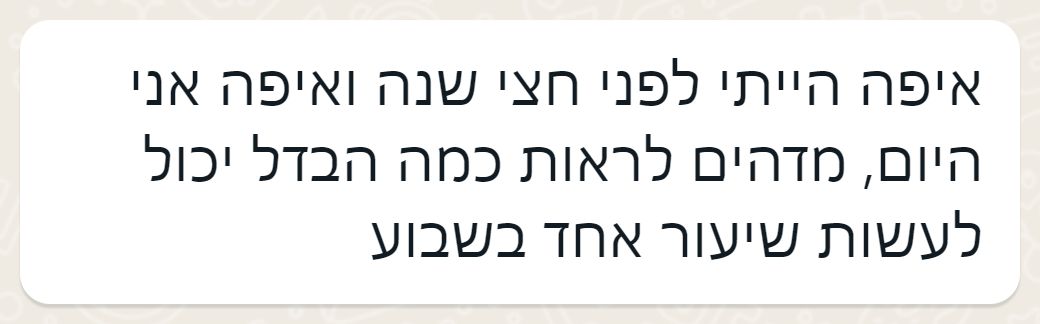 איפה הייתי לפני חצי שנה ואיפה אני
היום, מדהים לראות כמה הבדל יכול
לעשות שיעור אחד בשבוע